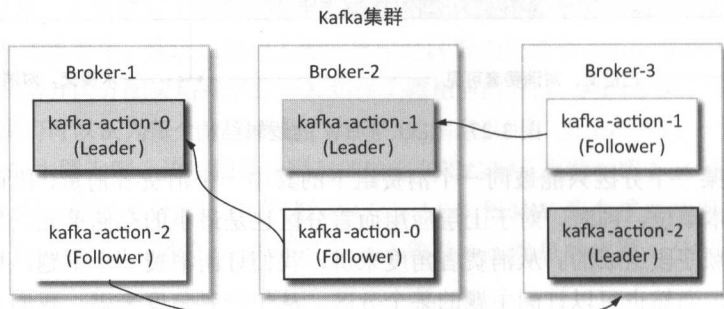 Kafka集群
Broker-1
Broker-2
Broker-3
kafka-action-0
(Leader)
kafka-action-1
(Leader)
kafka-action-1
(Follower)
kafka-action-2
(Follower)
kafka-action-0
(Follower)
kafka-action-2
(Leader)